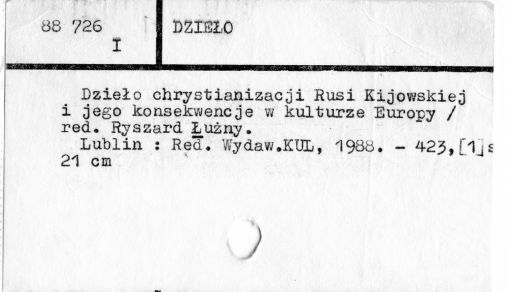 88 726
I
DZIEŁO
Dzieło chrystianizacji Rusi Kijowskiej
i jego konsekwencje w kulturze Europy /
red. Ryszard Łużny.
Lublin : Red. Wydaw.KUL, 1988. - 423,[1]s
21 cm